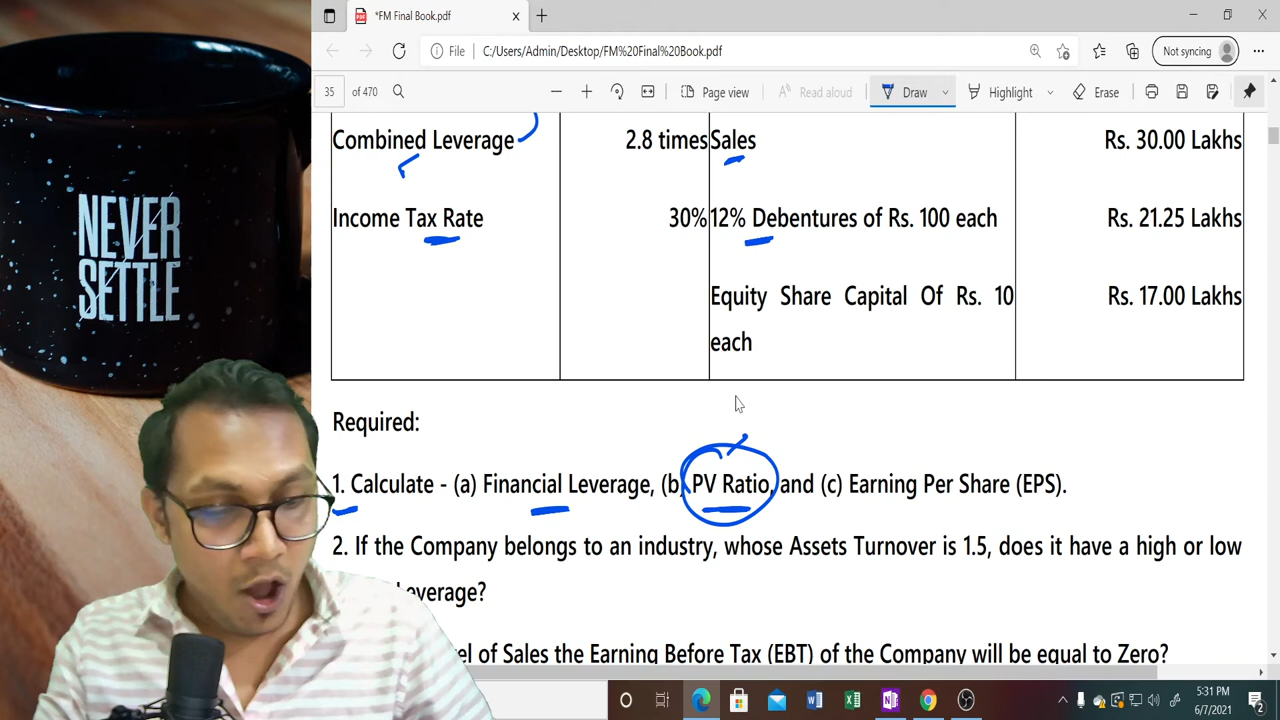 *FM Final Book.pdf
File C:/Users/Admin/Desktop/FM%20Final%20Book.pdf
Not syncing
35 of 470
Page view
Read aloud
Draw
Highlight
Erase
NEVER
SETTLE
Combined Leverage 2.8 times Sales Rs. 30.00 Lakhs
Income Tax Rate 30% 12% Debentures of Rs. 100 each Rs. 21.25 Lakhs
Equity Share Capital Of Rs. 10 Rs. 17.00 Lakhs
each
Required:
1. Calculate - (a) Financial Leverage, (b) PV Ratio, and (c) Earning Per Share (EPS).
2. If the Company belongs to an industry, whose Assets Turnover is 1.5, does it have a high or low
Leverage?
of Sales the Earning Before Tax (EBT) of the Company will be equal to Zero?
5:31 PM
6/7/2021
2